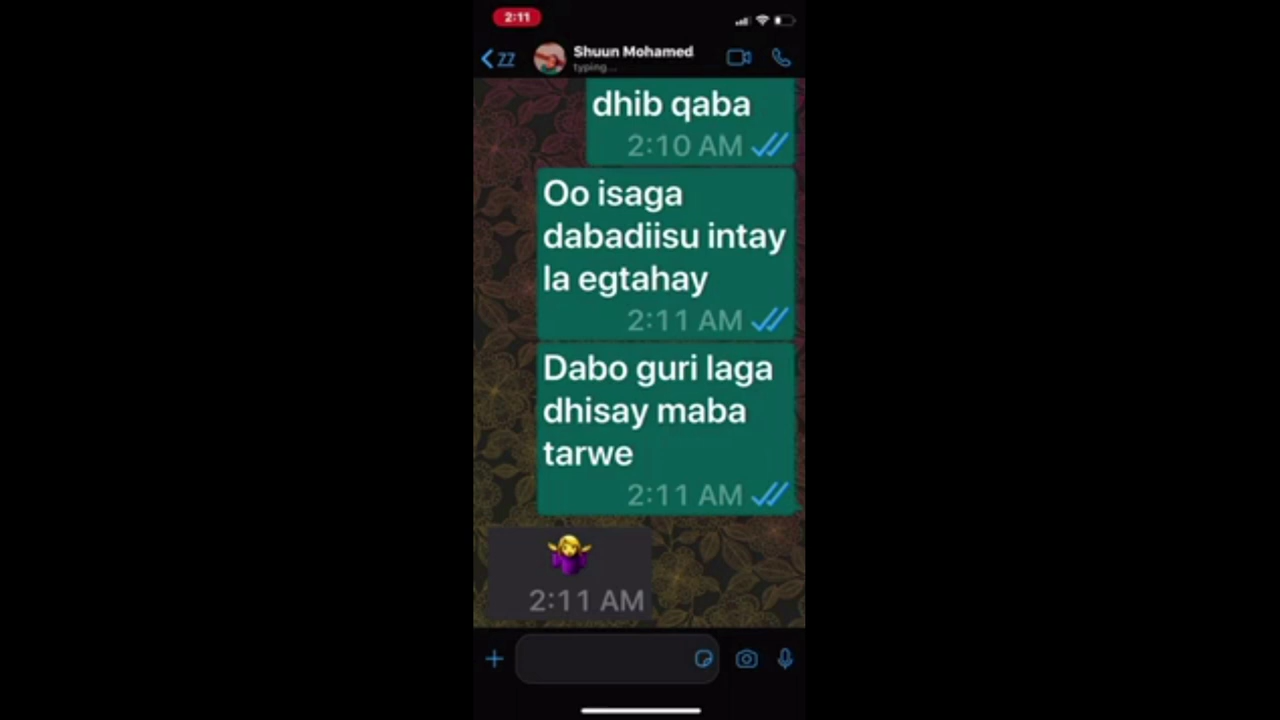 2:11
77
Shuun Mohamed
typing...
dhib qaba
2:10 AM
Oo isaga
dabadiisu intay
la egtahay
2:11 AM
Dabo guri laga
dhisay maba
tarwe
2:11 AM
2:11 AM